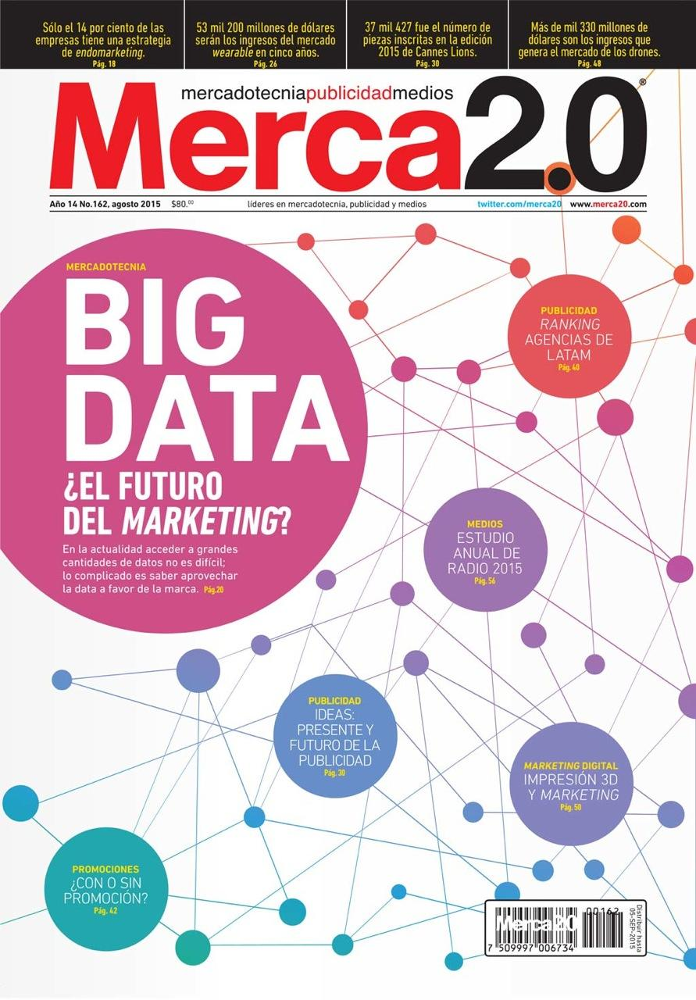 Sólo el 14 por ciento de las
empresas tiene una estrategia
de endomarketing.
Pág. 18
53 mil 200 millones de dólares
serán los ingresos del mercado
wearable en cinco años.
Pág. 26
37 mil 427 fue el número de
piezas inscritas en la edición
2015 de Cannes Lions.
Pág. 30
Más de mil 330 millones de
dólares son los ingresos que
genera el mercado de los drones.
Pág. 48
mercadotecniapublicidadmedios
Merca2.0®
Año 14 No.162, agosto 2015 $80.00 líderes en mercadotecnia, publicidad y medios twitter.com/merca20 www.merca20.com
MERCADOTECNIA
BIG
DATA
¿EL FUTURO
DEL MARKETING?
En la actualidad acceder a grandes
cantidades de datos no es difícil;
lo complicado es saber aprovechar
la data a favor de la marca. Pág.20
PUBLICIDAD
RANKING
AGENCIAS DE
LATAM
Pág. 40
MEDIOS
ESTUDIO
ANUAL DE
RADIO 2015
Pág. 56
PUBLICIDAD
IDEAS:
PRESENTE Y
FUTURO DE LA
PUBLICIDAD
Pág. 30
MARKETING DIGITAL
IMPRESIÓN 3D
Y MARKETING
Pág. 50
PROMOCIONES
¿CON O SIN
PROMOCIÓN?
Pág. 42
Merca2.0
00162
7 509997 006734
Distribuir hasta
05-SEP-2015